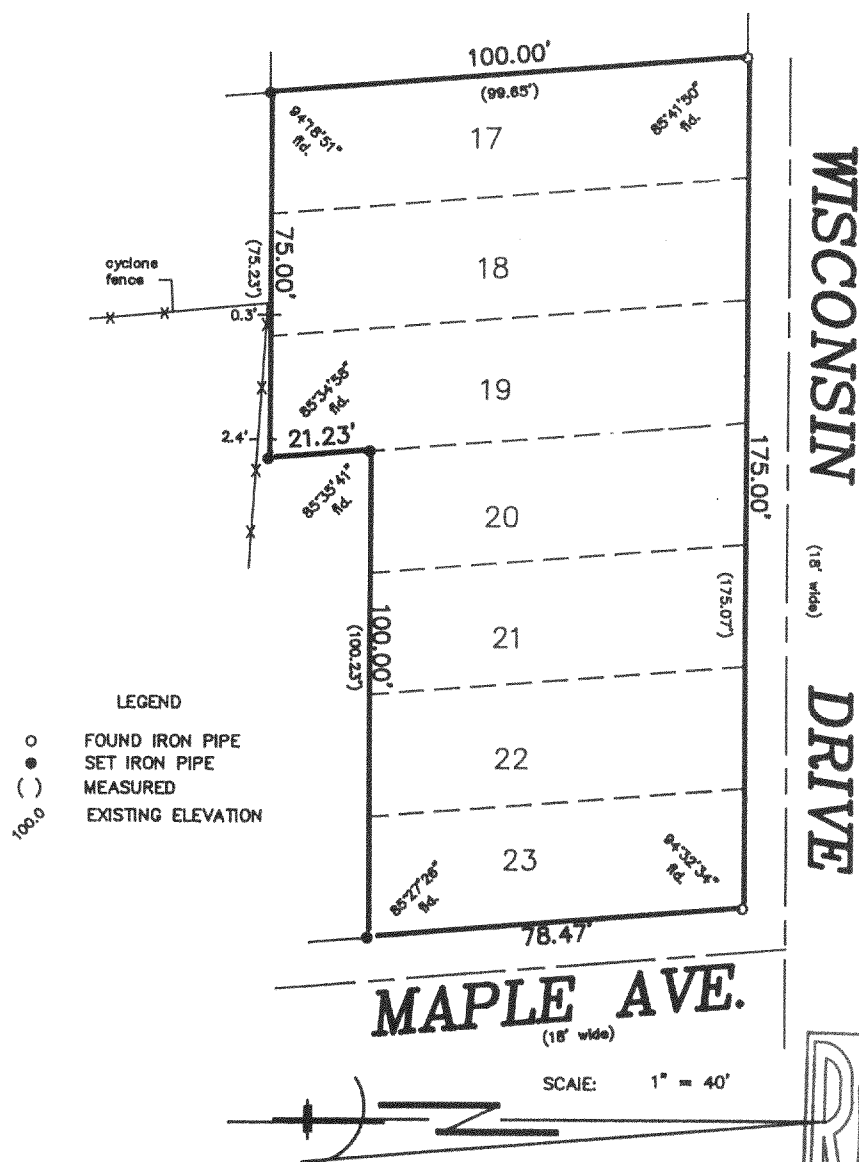 100.00'
(99.65')
94°18'51"
fld.
85°41'50"
fld.
17
WISCONSIN
75.00'
(75.23')
18
cyclone
fence
0.3'
19
85°34'58"
fld.
2.4'
21.23'
175.00'
85°35'41"
fld.
20
(18' wide)
(175.07')
100.00'
(100.23')
21
LEGEND
FOUND IRON PIPE
SET IRON PIPE
( ) MEASURED
100.0 EXISTING ELEVATION
DRIVE
22
23
94°32'34"
fld.
85°27'26"
fld.
78.47'
MAPLE AVE.
(18' wide)
SCALE: 1" = 40'
N
R